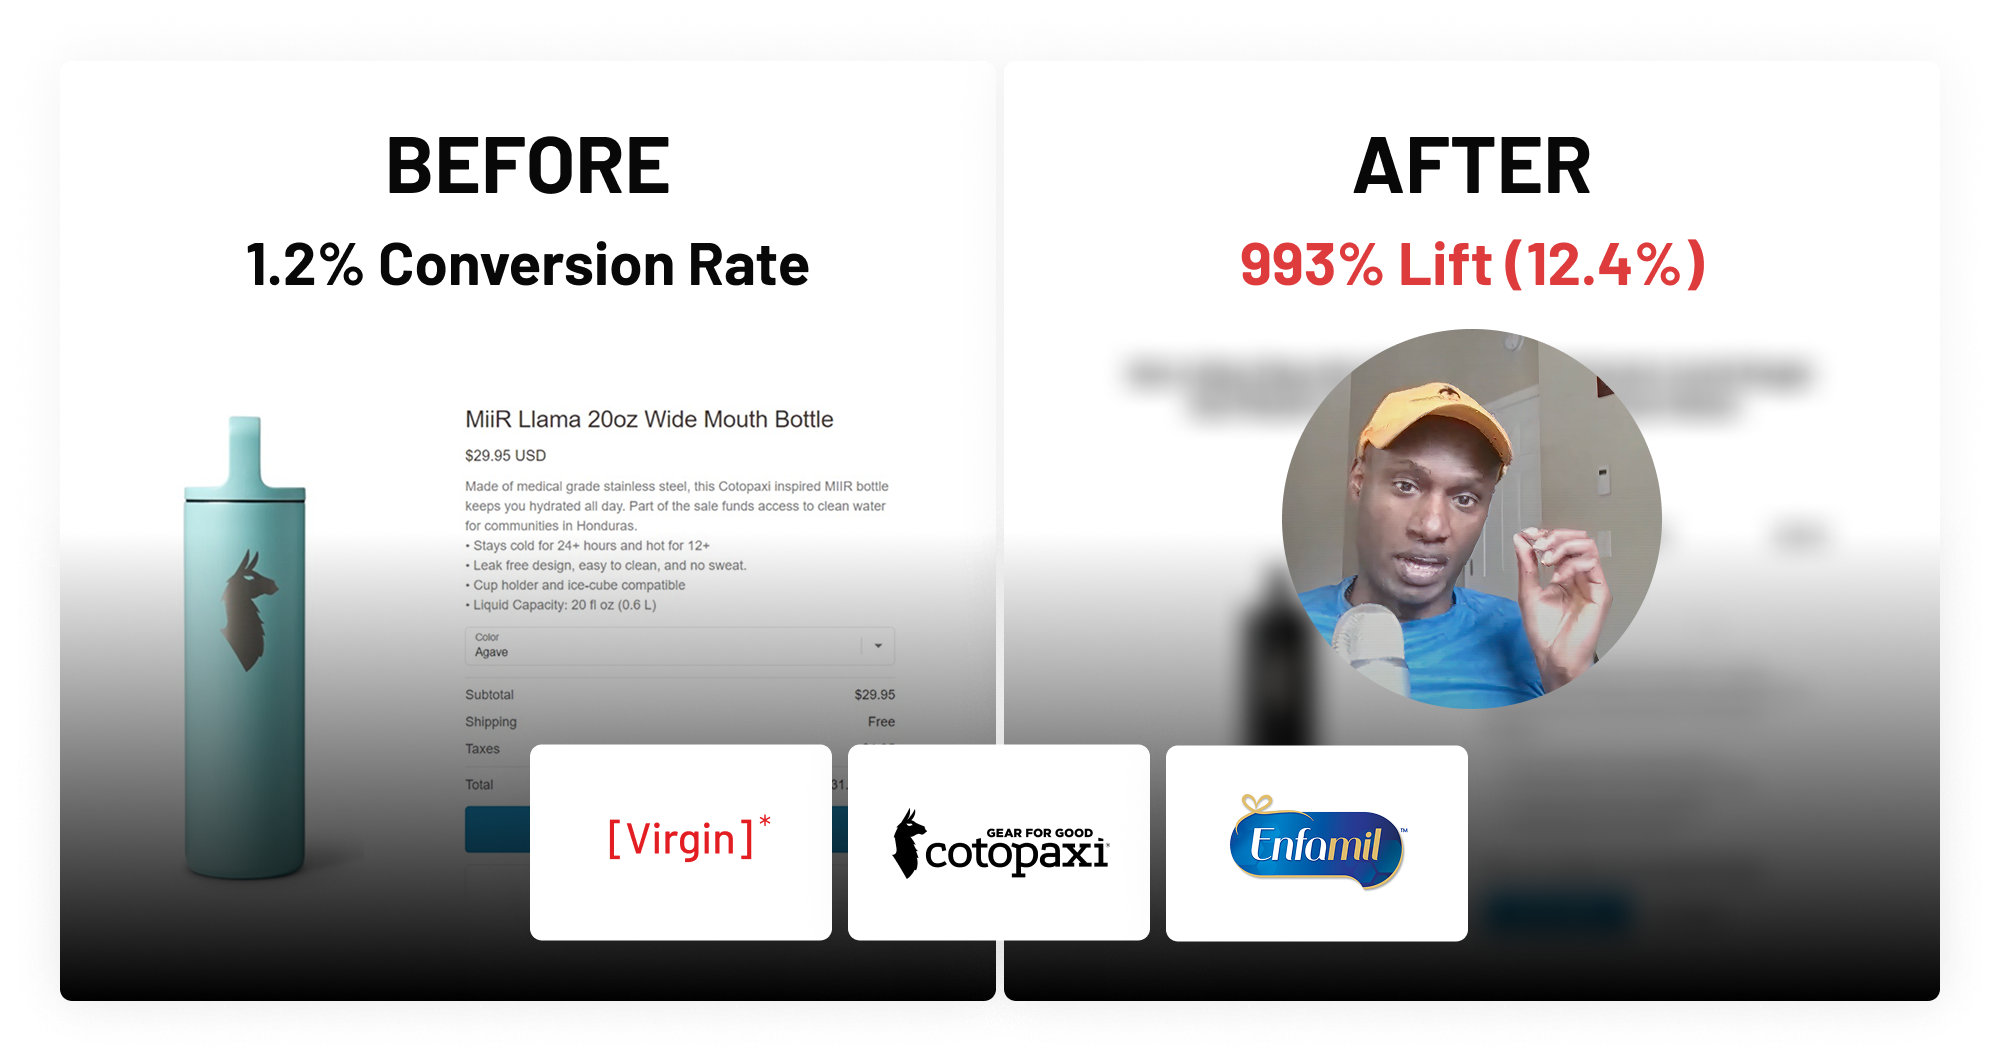 BEFORE
1.2% Conversion Rate
MiiR Llama 20oz Wide Mouth Bottle
$29.95 USD
Made of medical grade stainless steel, this Cotopaxi inspired MIIR bottle
keeps you hydrated all day. Part of the sale funds access to clean water
for communities in Honduras.
• Stays cold for 24+ hours and hot for 12+
• Leak free design, easy to clean, and no sweat.
• Cup holder and ice-cube compatible
• Liquid Capacity: 20 fl oz (0.6 L)
Color
Agave
Subtotal $29.95
Shipping Free
Taxes
Total 31.
AFTER
993% Lift (12.4%)
[Virgin]*
GEAR FOR GOOD
cotopaxi
Enfamil™